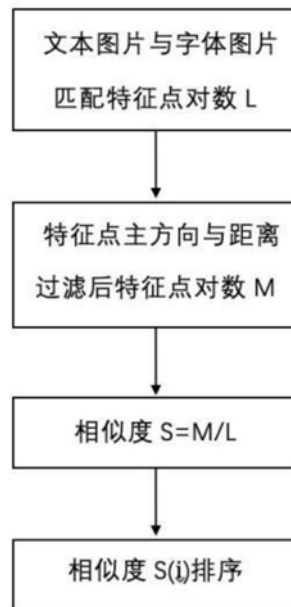 文本图片与字体图片
匹配特征点对数 L
特征点主方向与距离
过滤后特征点对数 M
相似度 S=M/L
相似度 S(i)排序